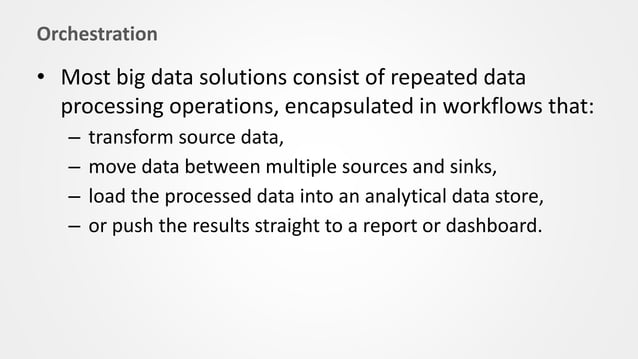 Orchestration
• Most big data solutions consist of repeated data
processing operations, encapsulated in workflows that:
– transform source data,
– move data between multiple sources and sinks,
– load the processed data into an analytical data store,
– or push the results straight to a report or dashboard.